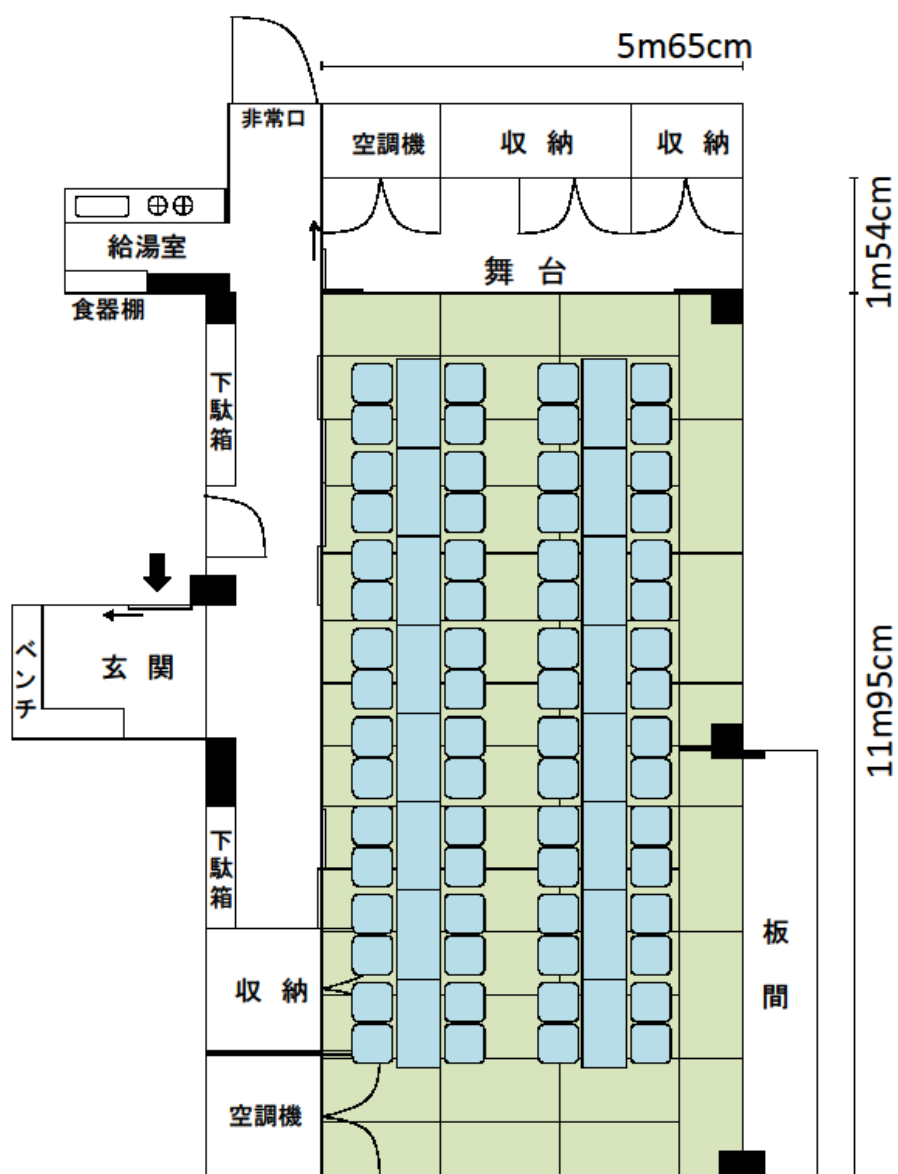 5m65cm
非常口
空調機
収 納
収 納
1m54cm
給湯室
舞 台
食器棚
下駄箱
11m95cm
ベンチ
玄 関
下駄箱
板間
収 納
空調機